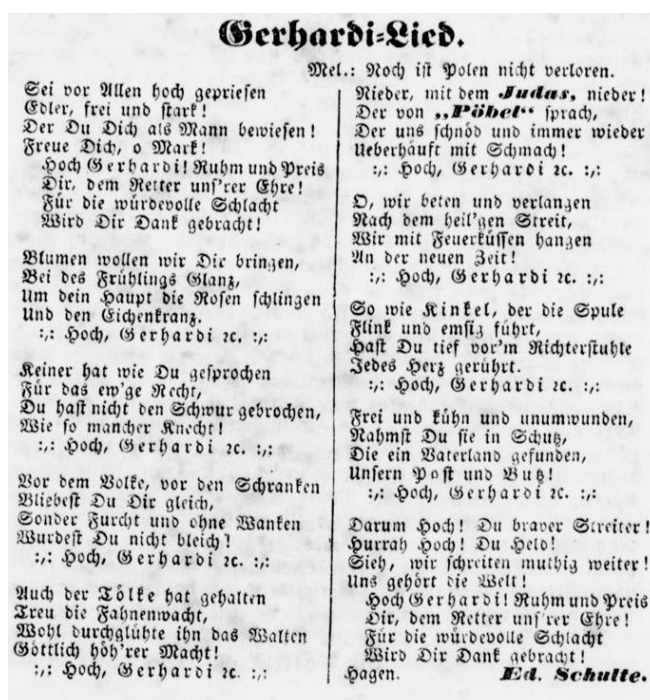 Gerhardi-Lied.
Mel.: Noch ist Polen nicht verloren.
Sei vor Allen hoch gepriesen
Edler, frei und stark!
Der Du Dich als Mann bewiesen!
Freue Dich, o Mark!
Hoch Gerhardi! Ruhm und Preis
Dir, dem Retter uns'rer Ehre!
Für die würdevolle Schlacht
Wird Dir Dank gebracht!
Blumen wollen wir Dir bringen,
Bei des Frühlings Glanz,
Um dein Haupt die Rosen schlingen
Und den Eichenkranz.
:,: Hoch, Gerhardi ꝛc. :,:
Keiner hat wie Du gesprochen
Für das ew'ge Recht,
Du hast nicht den Schwur gebrochen,
Wie so mancher Knecht!
:,: Hoch, Gerhardi ꝛc. :,:
Vor dem Volke, vor den Schranken
Bliebest Du Dir gleich,
Sonder Furcht und ohne Wanken
Wurdest Du nicht bleich!
:,: Hoch, Gerhardi ꝛc. :,:
Auch der Tölke hat gehalten
Treu die Fahnenwacht,
Wohl durchglühte ihn das Walten
Göttlich höh'rer Macht!
:,: Hoch, Gerhardi ꝛc. :,:
Nieder, mit dem Judas, nieder!
Der von „Pöbel“ sprach,
Der uns schnöd und immer wieder
Ueberhäuft mit Schmach!
:,: Hoch, Gerhardi ꝛc. :,:
O, wir beten und verlangen
Nach dem heil'gen Streit,
Wir mit Feuerküssen hangen
An der neuen Zeit!
:,: Hoch, Gerhardi ꝛc. :,:
So wie Kinkel, der die Spule
Flink und emsig führt,
Hast Du tief vor'm Richterstuhle
Jedes Herz gerührt.
:,: Hoch, Gerhardi ꝛc. :,:
Frei und kühn und unumwunden,
Nahmst Du sie in Schutz,
Die ein Vaterland gefunden,
Unsern Post und Butz!
:,: Hoch, Gerhardi ꝛc. :,:
Darum Hoch! Du braver Streiter!
Hurrah Hoch! Du Held!
Sieh, wir schreiten muthig weiter!
Uns gehört die Welt!
Hoch Gerhardi! Ruhm und Preis
Dir, dem Retter uns'rer Ehre!
Für die würdevolle Schlacht
Wird Dir Dank gebracht!
Hagen. Ed. Schulte.